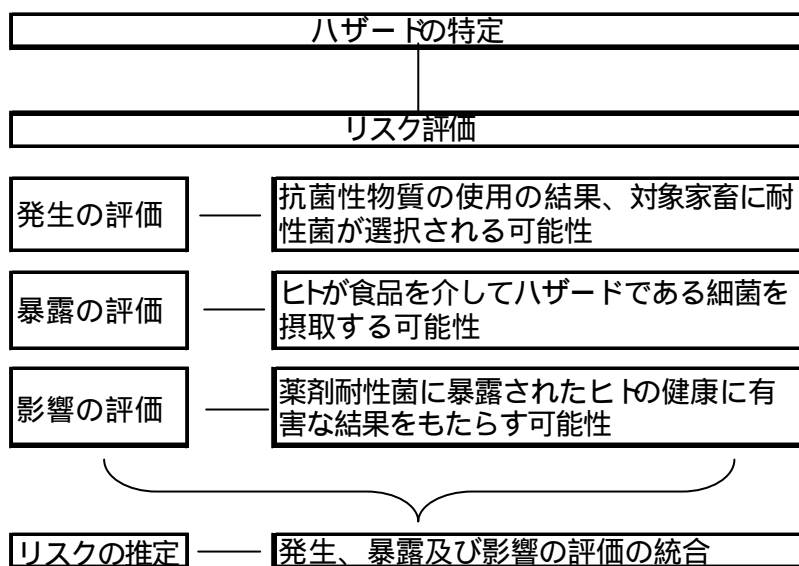 ハザードの特定
リスク評価
発生の評価
抗菌性物質の使用の結果、対象家畜に耐
性菌が選択される可能性
暴露の評価
ヒトが食品を介してハザードである細菌を
摂取する可能性
影響の評価
薬剤耐性菌に暴露されたヒトの健康に有
害な結果をもたらす可能性
リスクの推定
発生、暴露及び影響の評価の統合